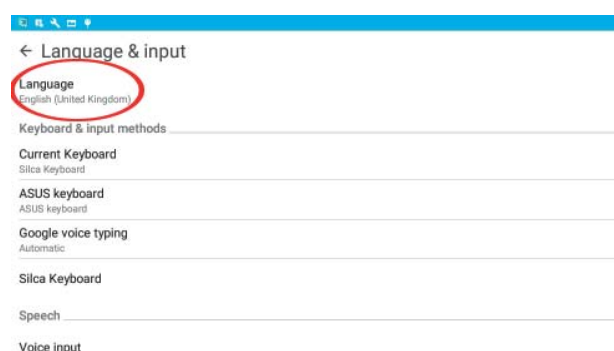 Language & input
Language
English (United Kingdom)
Keyboard & input methods
Current Keyboard
Silca Keyboard
ASUS keyboard
ASUS keyboard
Google voice typing
Automatic
Silca Keyboard
Speech
Voice input